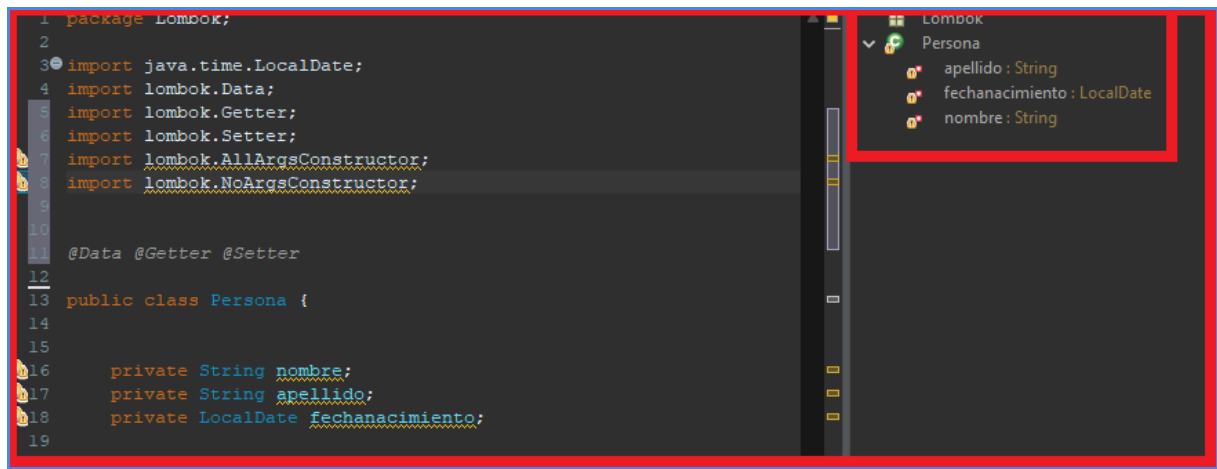 1 package Lombok;
2
3 import java.time.LocalDate;
4 import lombok.Data;
5 import lombok.Getter;
6 import lombok.Setter;
7 import lombok.AllArgsConstructor;
8 import lombok.NoArgsConstructor;
9
10
11 @Data @Getter @Setter
12
13 public class Persona {
14
15
16 private String nombre;
17 private String apellido;
18 private LocalDate fechanacimiento;
19
Lombok
Persona
apellido : String
fechanacimiento : LocalDate
nombre : String